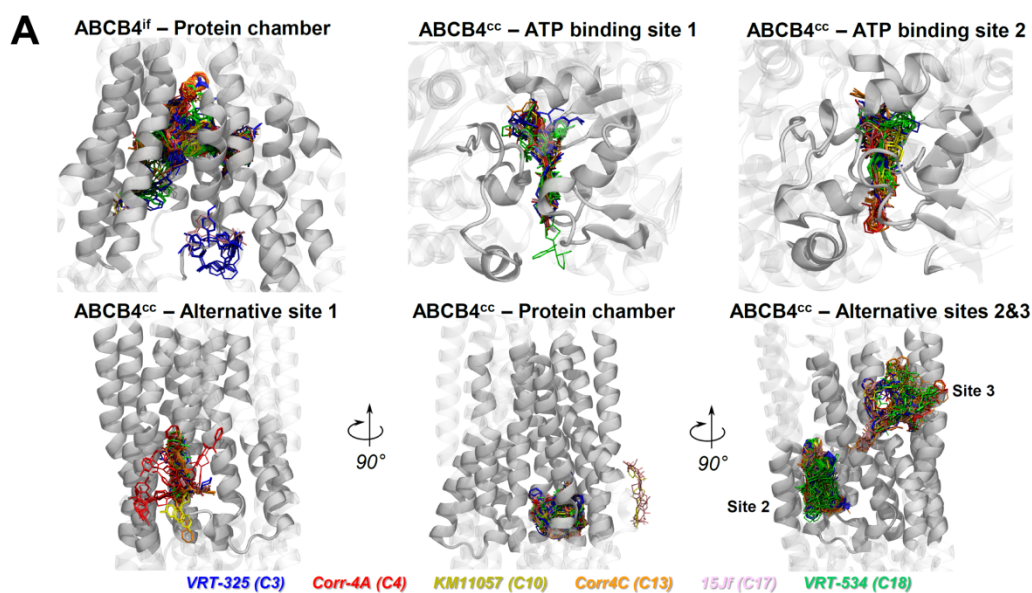 A
ABCB4ⁱᶠ – Protein chamber
ABCB4ᶜᶜ – ATP binding site 1
ABCB4ᶜᶜ – ATP binding site 2
ABCB4ᶜᶜ – Alternative site 1
ABCB4ᶜᶜ – Protein chamber
ABCB4ᶜᶜ – Alternative sites 2&3
90°
90°
Site 3
Site 2
VRT-325 (C3) Corr-4A (C4) KM11057 (C10) Corr4C (C13) 15Jf (C17) VRT-534 (C18)